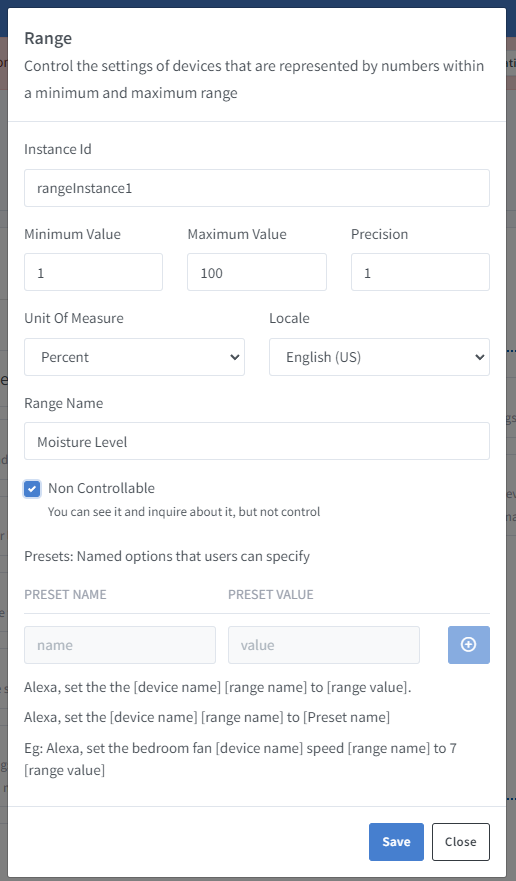 Range
Control the settings of devices that are represented by numbers within
a minimum and maximum range
Instance Id
rangeInstance1
Minimum Value Maximum Value Precision
1 100 1
Unit Of Measure Locale
Percent English (US)
Range Name
Moisture Level
Non Controllable
You can see it and inquire about it, but not control
Presets: Named options that users can specify
PRESET NAME PRESET VALUE
name value
Alexa, set the the [device name] [range name] to [range value].
Alexa, set the [device name] [range name] to [Preset name]
Eg: Alexa, set the bedroom fan [device name] speed [range name] to 7
[range value]
Save Close